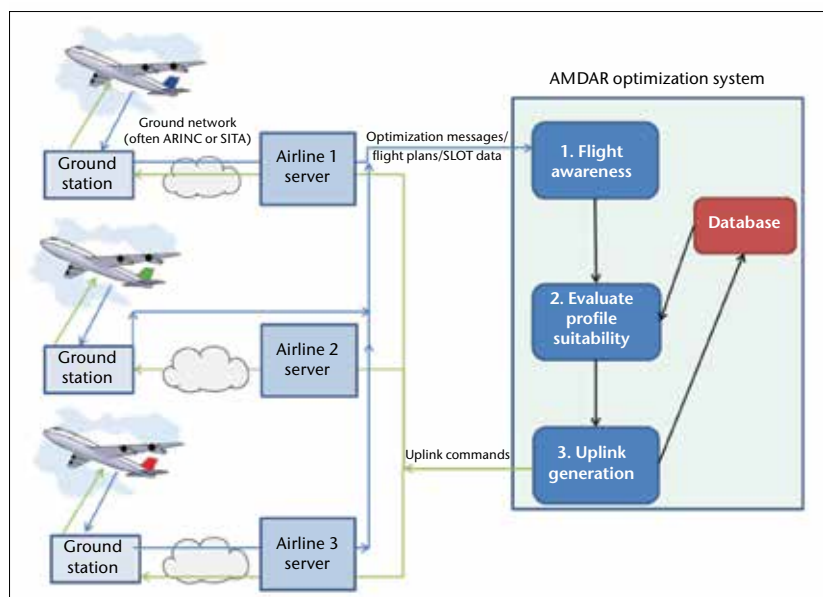 AMDAR optimization system
Ground network
(often ARINC or SITA)
Ground
station
Airline 1
server
Optimization messages/
flight plans/SLOT data
1. Flight
awareness
Database
2. Evaluate
profile
suitability
Ground
station
Airline 2
server
Uplink commands
3. Uplink
generation
Ground
station
Airline 3
server